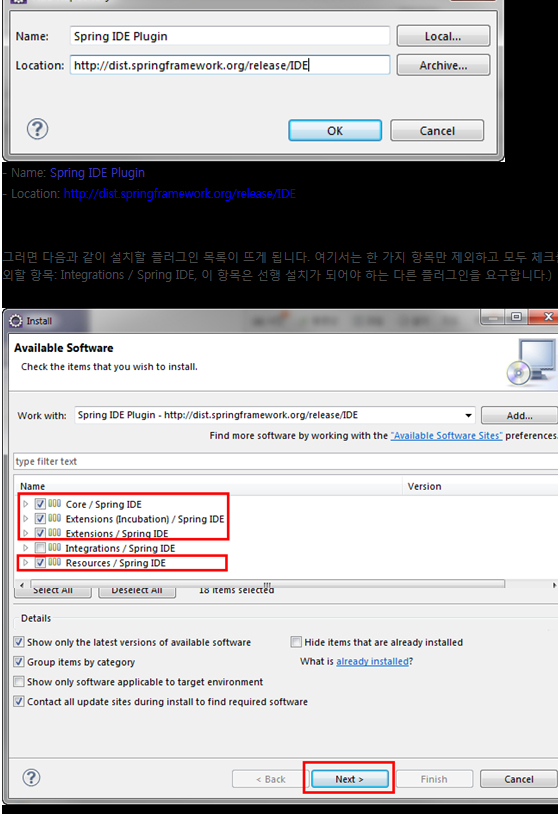 Name: Spring IDE Plugin Local...
Location: http://dist.springframework.org/release/IDE Archive...
OK Cancel
- Name: Spring IDE Plugin
- Location: http://dist.springframework.org/release/IDE
그러면 다음과 같이 설치할 플러그인 목록이 뜨게 됩니다. 여기서는 한 가지 항목만 제외하고 모두 체크
외할 항목: Integrations / Spring IDE, 이 항목은 선행 설치가 되어야 하는 다른 플러그인을 요구합니다.)
Install
Available Software
Check the items that you wish to install.
Work with: Spring IDE Plugin - http://dist.springframework.org/release/IDE Add...
Find more software by working with the "Available Software Sites" preferences.
type filter text
Name Version
Core / Spring IDE
Extensions (Incubation) / Spring IDE
Extensions / Spring IDE
Integrations / Spring IDE
Resources / Spring IDE
Select All Deselect All 18 items selected
Details
Show only the latest versions of available software Hide items that are already installed
Group items by category What is already installed?
Show only software applicable to target environment
Contact all update sites during install to find required software
< Back Next > Finish Cancel